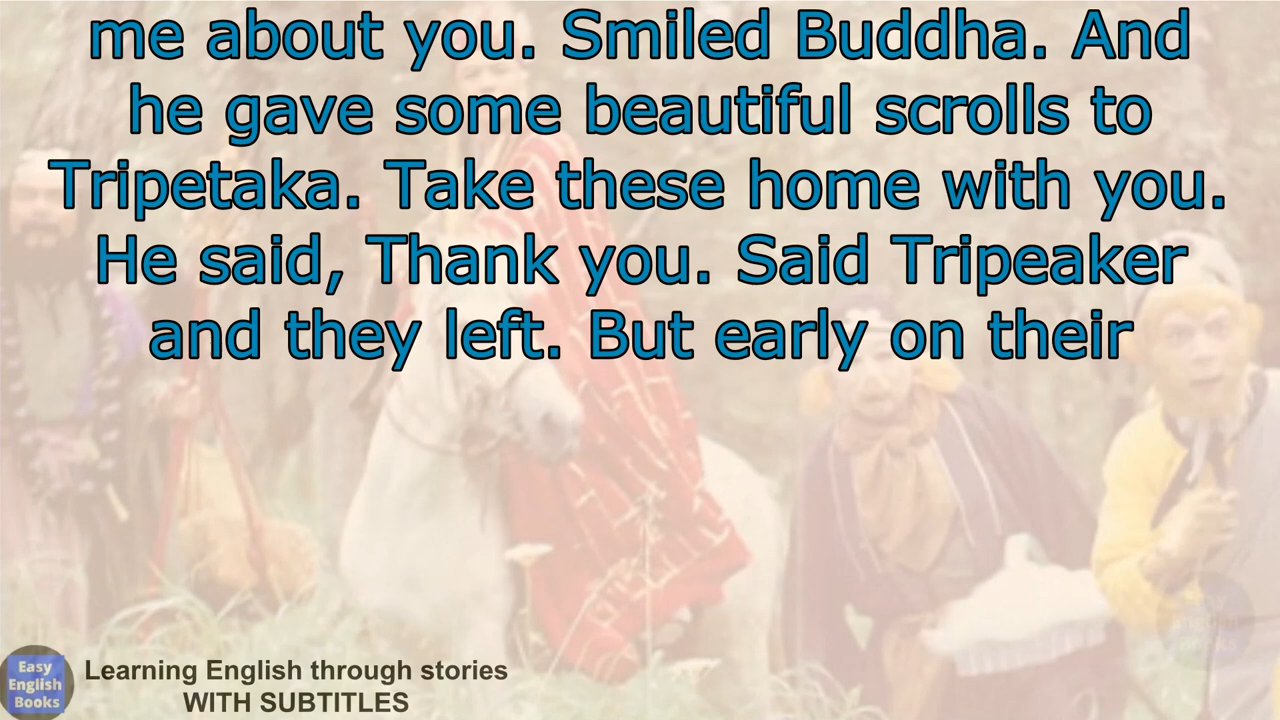 me about you. Smiled Buddha. And
he gave some beautiful scrolls to
Tripetaka. Take these home with you.
He said, Thank you. Said Tripeaker
and they left. But early on their
Easy
English
Books
Learning English through stories
WITH SUBTITLES